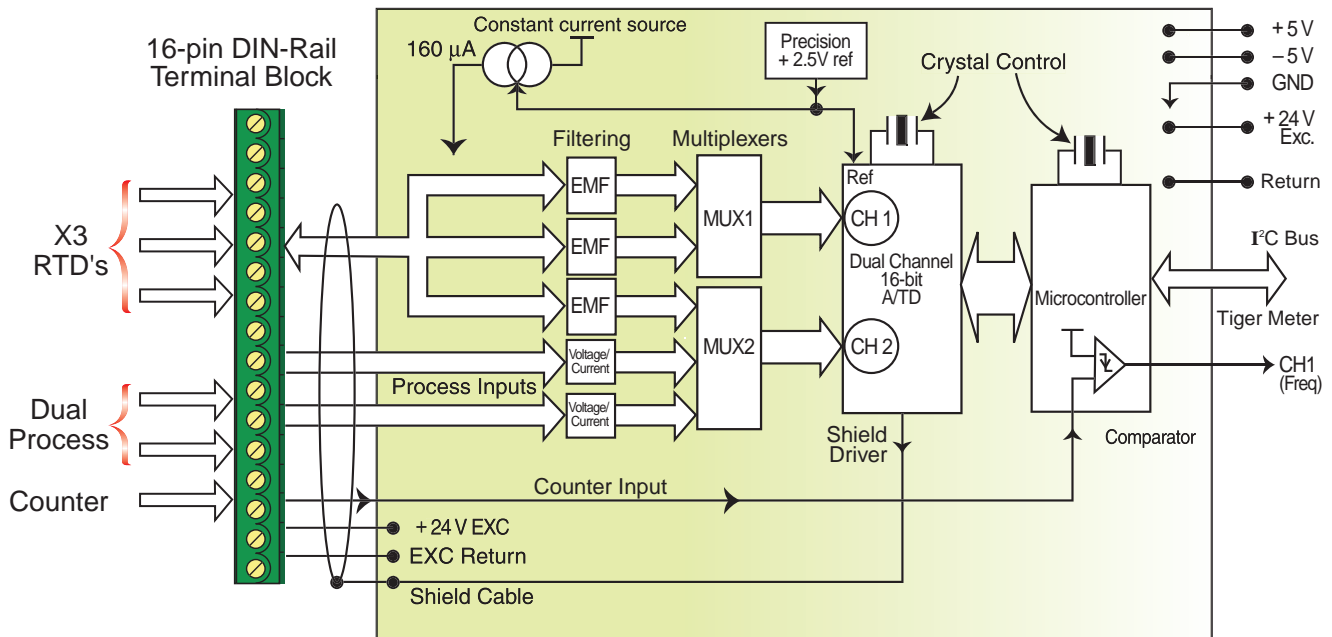 Constant current source
160 µA
16-pin DIN-Rail
Terminal Block
Precision
+ 2.5V ref
Crystal Control
+ 5 V
– 5 V
GND
+ 24 V
Exc.
Return
Filtering
Multiplexers
EMF
EMF
EMF
MUX1
MUX2
Ref
CH 1
Dual Channel
16-bit
A/TD
CH 2
Microcontroller
I²C Bus
Tiger Meter
X3
RTD's
Voltage/
Current
Process Inputs
Voltage/
Current
CH1
(Freq)
Dual
Process
Shield
Driver
Comparator
Counter
Counter Input
+ 24 V EXC
EXC Return
Shield Cable